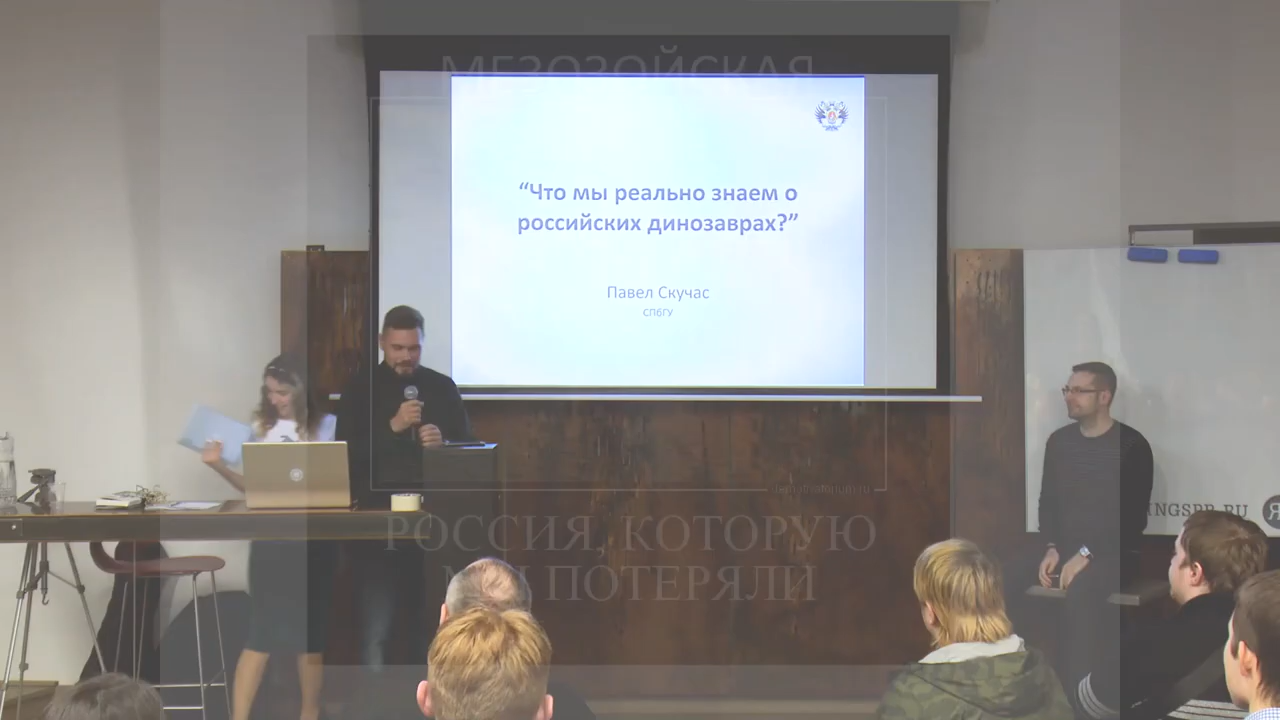 МЕЗОЗОЙСКАЯ
“Что мы реально знаем о
российских динозаврах?”
Павел Скучас
СПбГУ
РОССИЯ, КОТОРУЮ
МЫ ПОТЕРЯЛИ